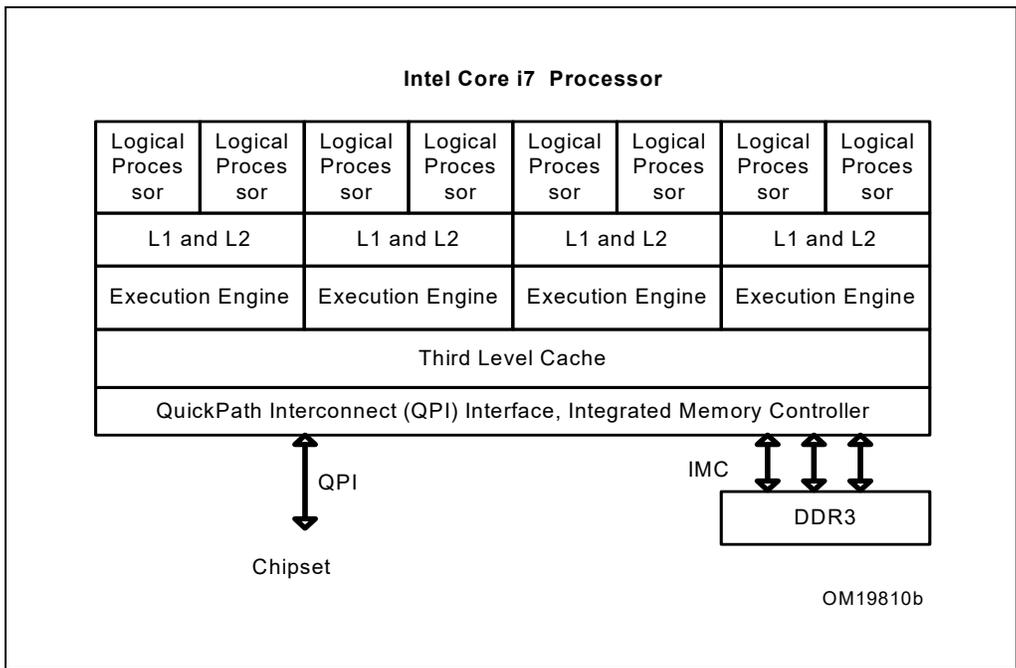 Intel Core i7 Processor
Logical Logical Logical Logical Logical Logical Logical Logical
Proces Proces Proces Proces Proces Proces Proces Proces
sor sor sor sor sor sor sor sor
L1 and L2 L1 and L2 L1 and L2 L1 and L2
Execution Engine Execution Engine Execution Engine Execution Engine
Third Level Cache
QuickPath Interconnect (QPI) Interface, Integrated Memory Controller
IMC
QPI
DDR3
Chipset
OM19810b